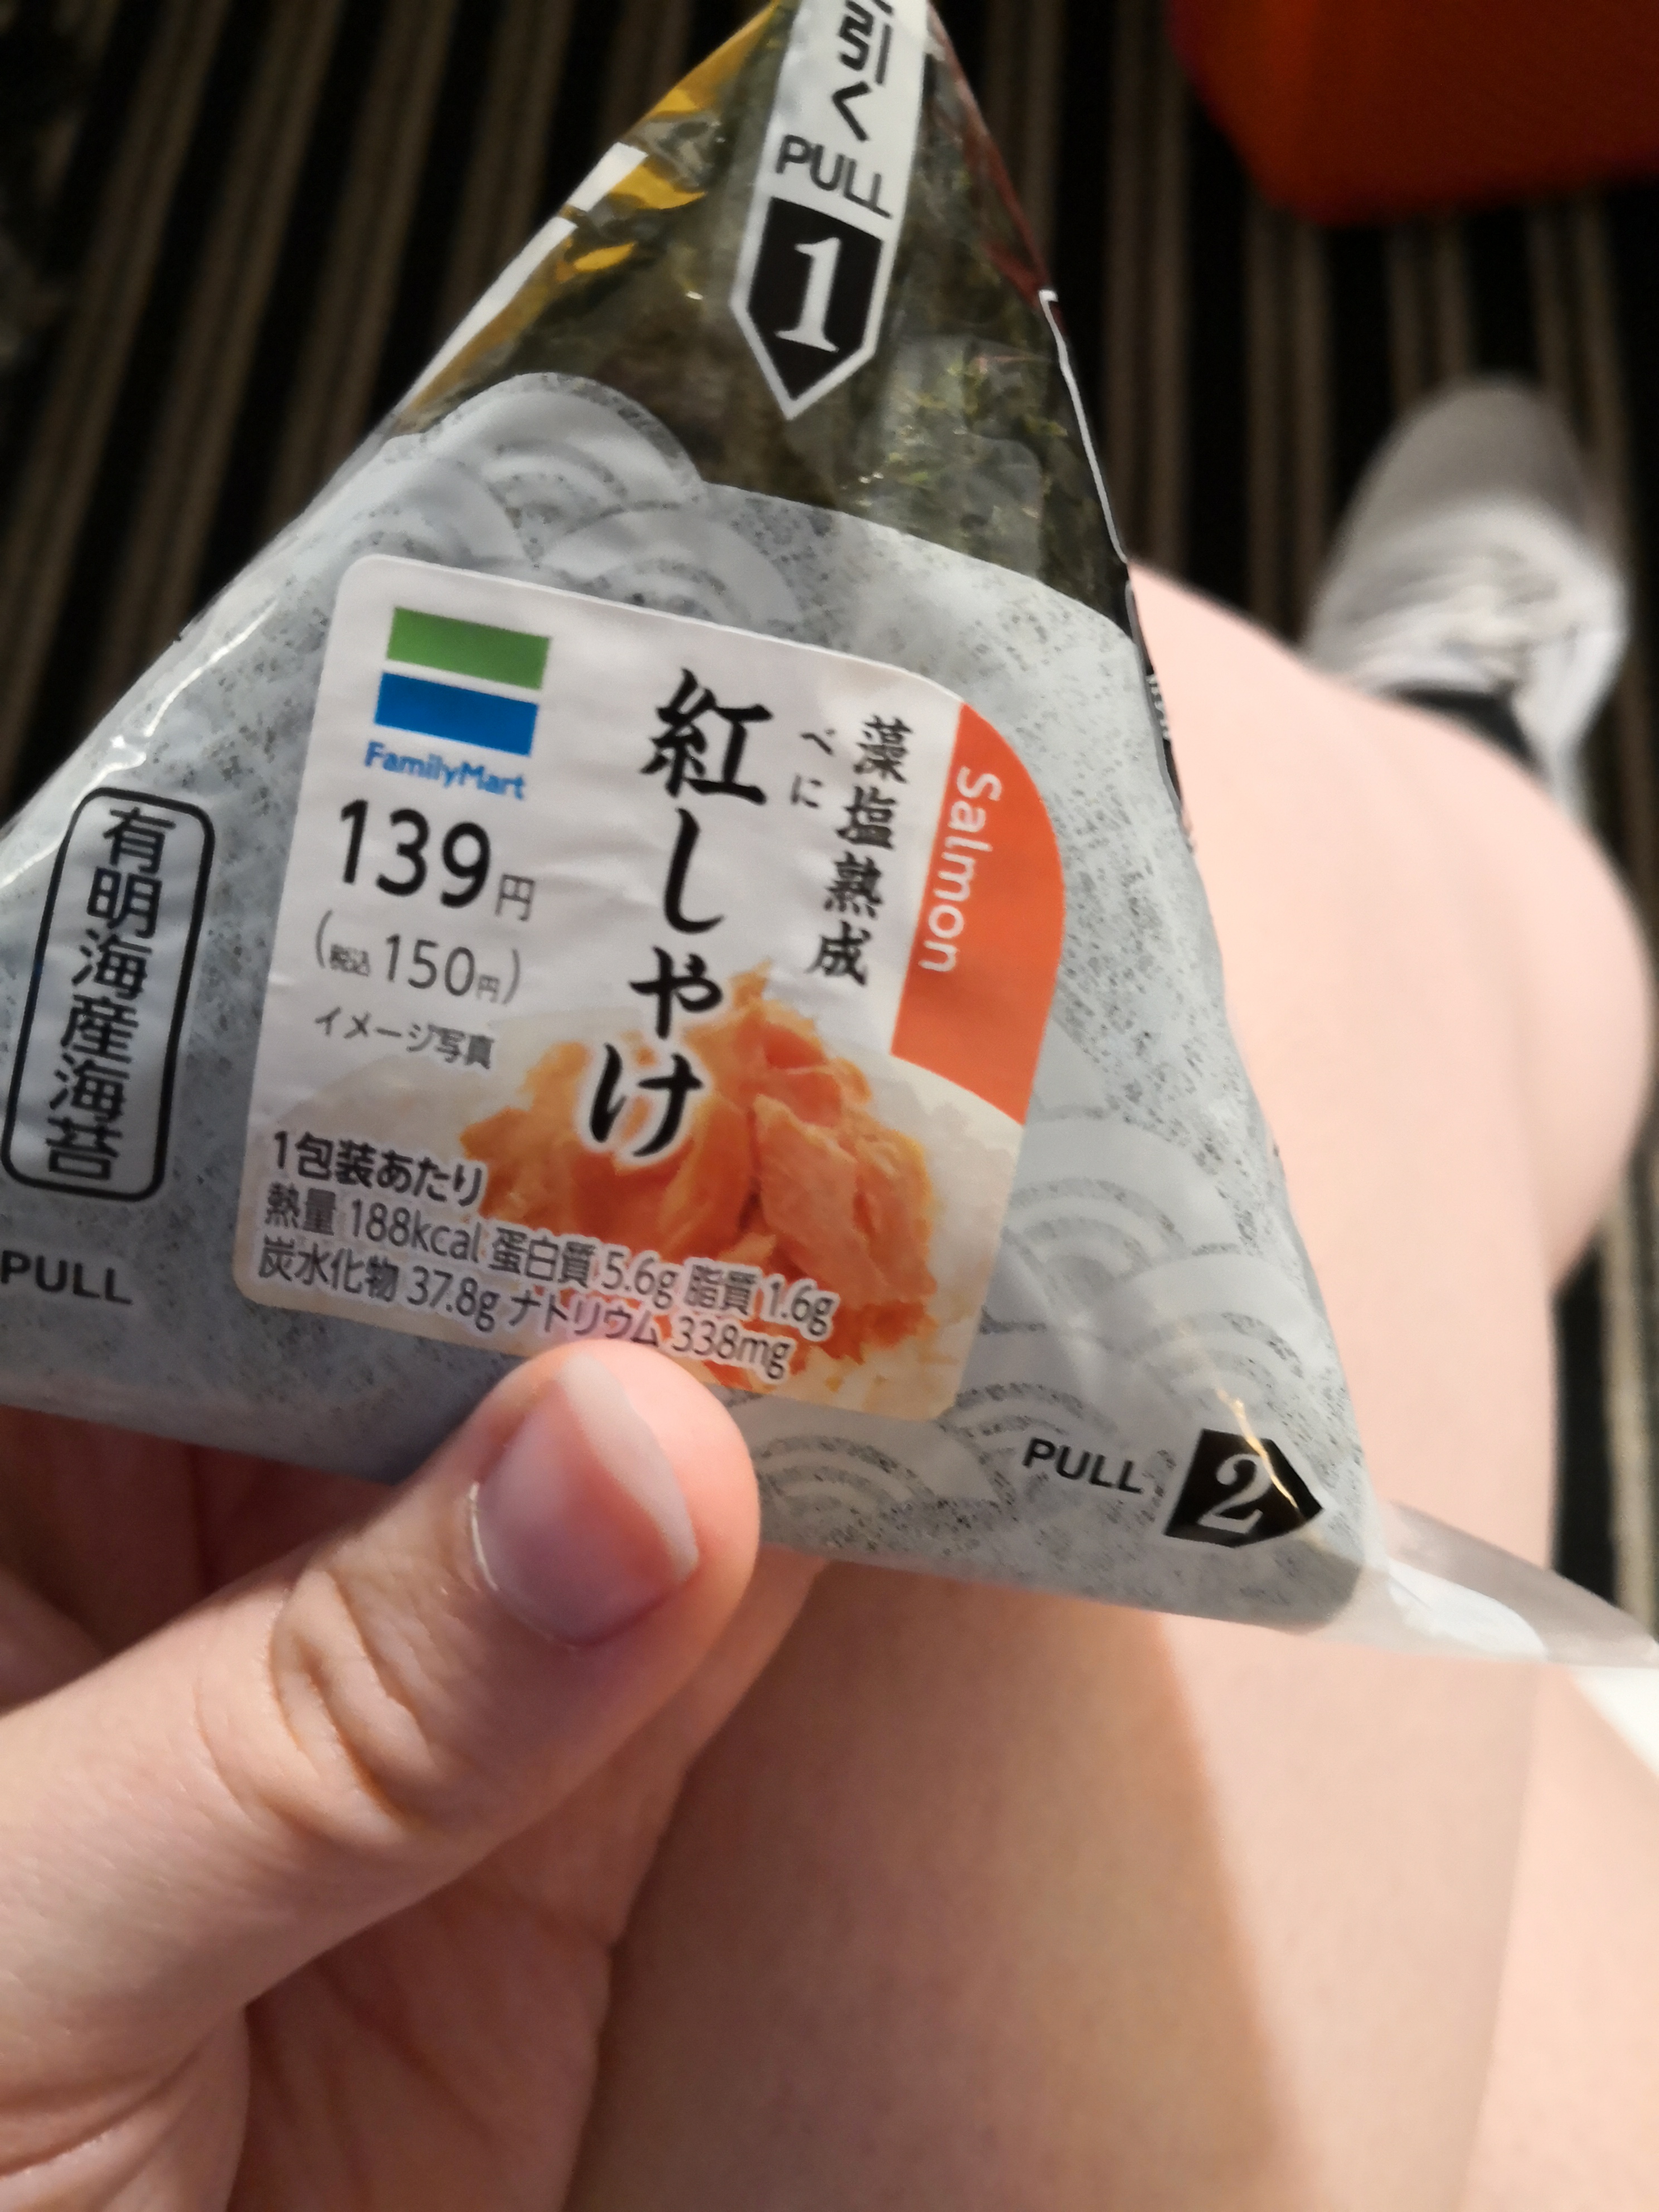 引く
PULL
1
FamilyMart
139円
(税込150円)
イメージ写真
Salmon
藻塩熟成
べに
紅しゃけ
1包装あたり
熱量 188kcal 蛋白質 5.6g 脂質 1.6g
炭水化物 37.8g ナトリウム 338mg
有明海産海苔
PULL
PULL 2